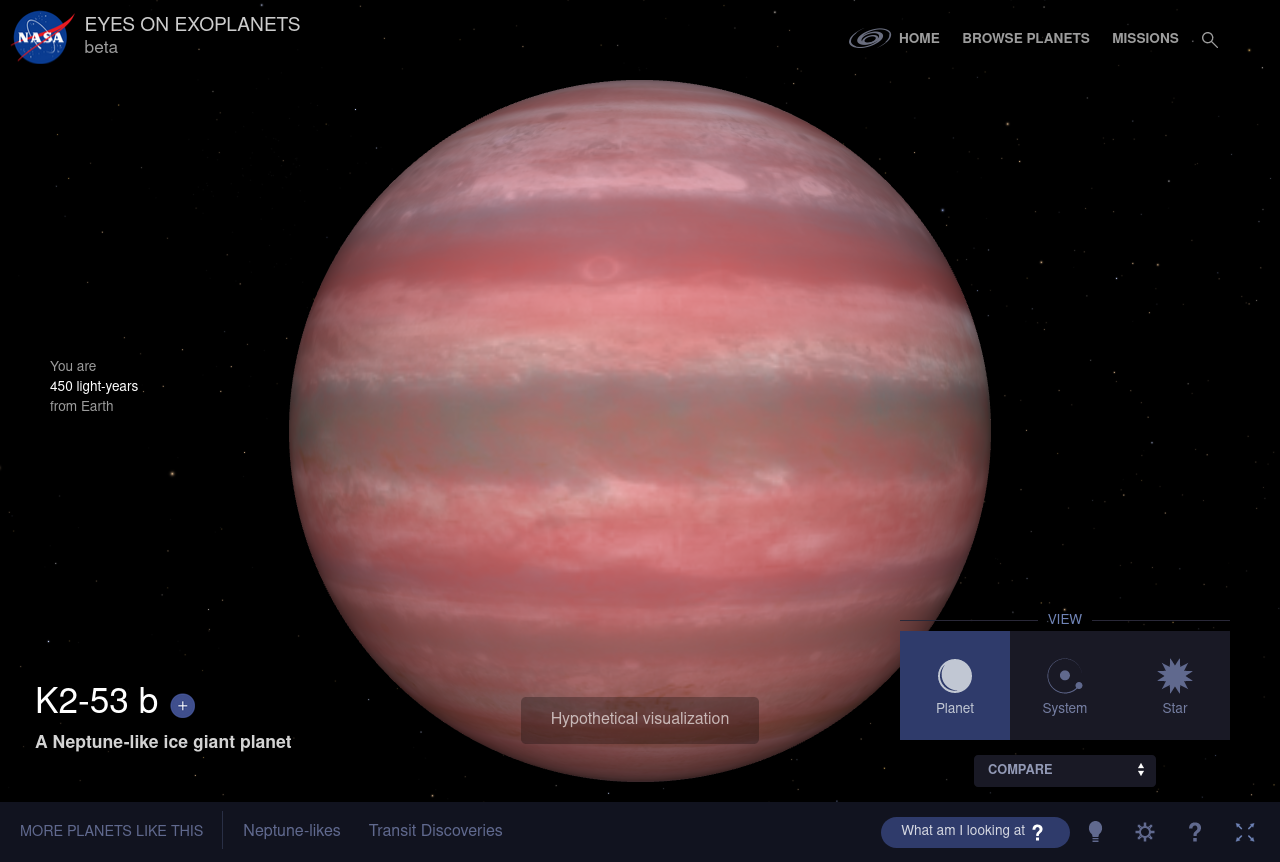 NASA
EYES ON EXOPLANETS
beta
HOME
BROWSE PLANETS
MISSIONS
You are
450 light-years
from Earth
VIEW
Planet
System
Star
K2-53 b +
A Neptune-like ice giant planet
Hypothetical visualization
COMPARE
MORE PLANETS LIKE THIS
Neptune-likes
Transit Discoveries
What am I looking at ?
?